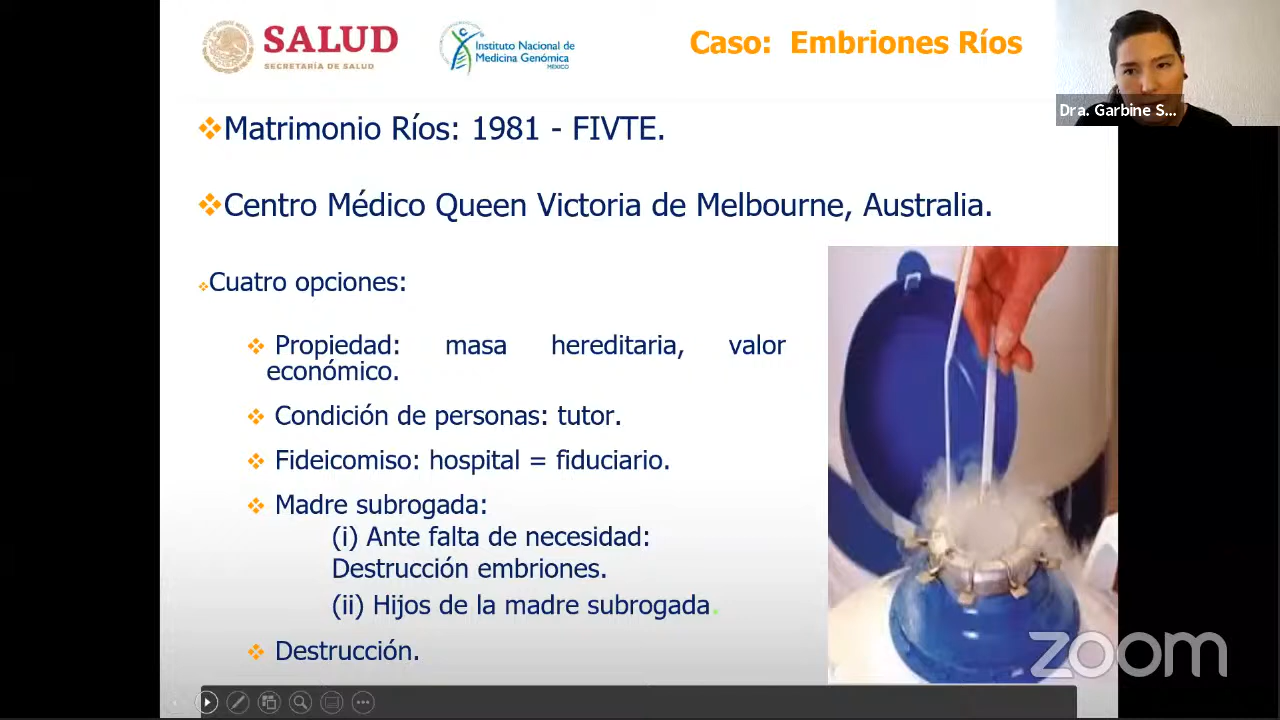 SALUD
SECRETARÍA DE SALUD
Instituto Nacional de
Medicina Genómica
MÉXICO
Caso: Embriones Ríos
Dra. Garbine S...
Matrimonio Ríos: 1981 - FIVTE.
Centro Médico Queen Victoria de Melbourne, Australia.
Cuatro opciones:
Propiedad: masa hereditaria, valor
económico.
Condición de personas: tutor.
Fideicomiso: hospital = fiduciario.
Madre subrogada:
(i) Ante falta de necesidad:
Destrucción embriones.
(ii) Hijos de la madre subrogada.
Destrucción.
zoom